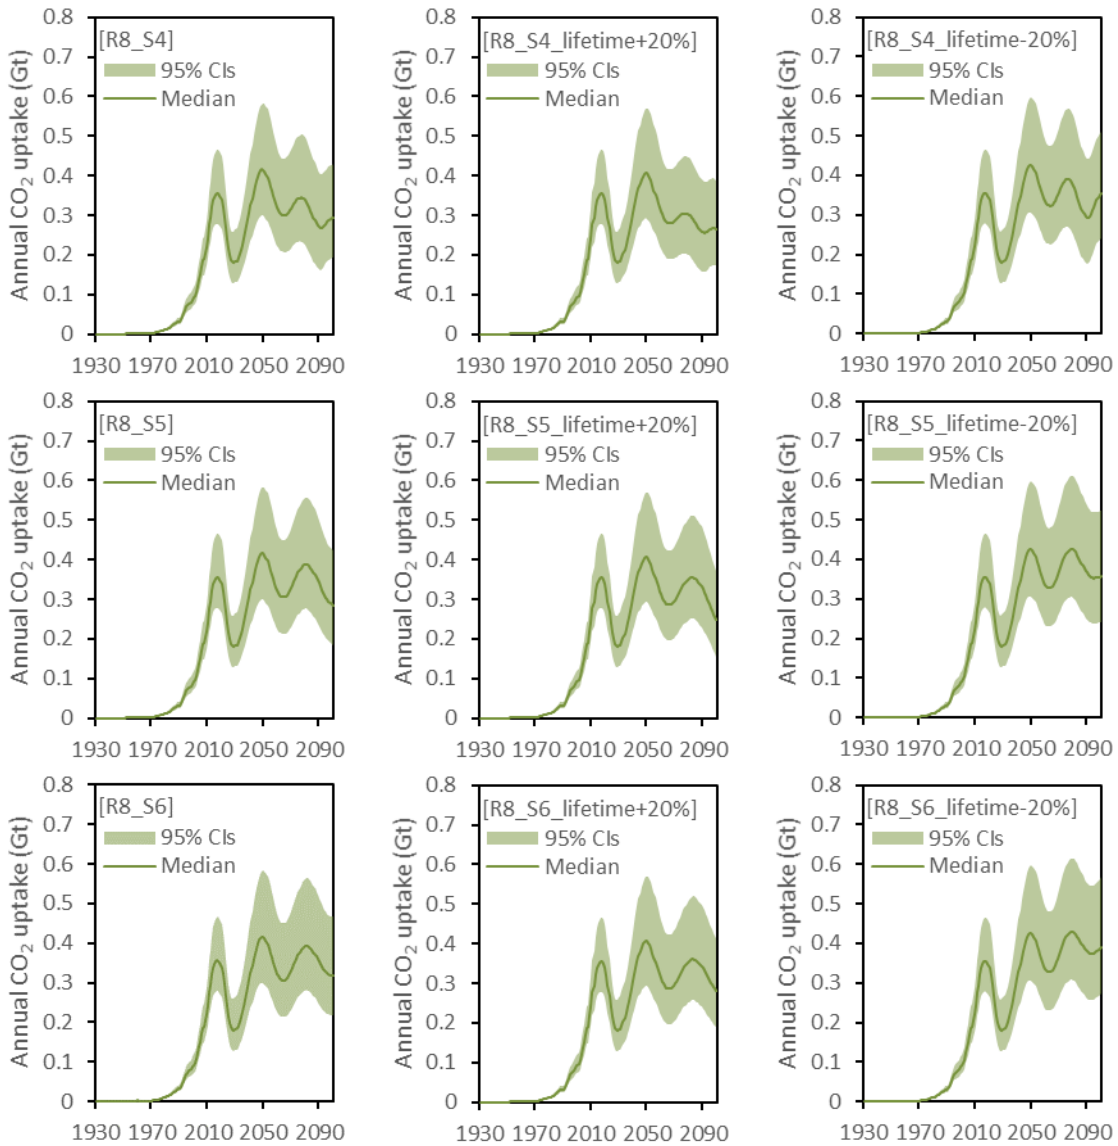 0.8
0.7
0.6
0.5
0.4
0.3
0.2
0.1
0
Annual CO₂ uptake (Gt)
[R8_S4]
95% CIs
Median
1930 1970 2010 2050 2090
0.8
0.7
0.6
0.5
0.4
0.3
0.2
0.1
0
Annual CO₂ uptake (Gt)
[R8_S4_lifetime+20%]
95% CIs
Median
1930 1970 2010 2050 2090
0.8
0.7
0.6
0.5
0.4
0.3
0.2
0.1
0
Annual CO₂ uptake (Gt)
[R8_S4_lifetime-20%]
95% CIs
Median
1930 1970 2010 2050 2090
0.8
0.7
0.6
0.5
0.4
0.3
0.2
0.1
0
Annual CO₂ uptake (Gt)
[R8_S5]
95% CIs
Median
1930 1970 2010 2050 2090
0.8
0.7
0.6
0.5
0.4
0.3
0.2
0.1
0
Annual CO₂ uptake (Gt)
[R8_S5_lifetime+20%]
95% CIs
Median
1930 1970 2010 2050 2090
0.8
0.7
0.6
0.5
0.4
0.3
0.2
0.1
0
Annual CO₂ uptake (Gt)
[R8_S5_lifetime-20%]
95% CIs
Median
1930 1970 2010 2050 2090
0.8
0.7
0.6
0.5
0.4
0.3
0.2
0.1
0
Annual CO₂ uptake (Gt)
[R8_S6]
95% CIs
Median
1930 1970 2010 2050 2090
0.8
0.7
0.6
0.5
0.4
0.3
0.2
0.1
0
Annual CO₂ uptake (Gt)
[R8_S6_lifetime+20%]
95% CIs
Median
1930 1970 2010 2050 2090
0.8
0.7
0.6
0.5
0.4
0.3
0.2
0.1
0
Annual CO₂ uptake (Gt)
[R8_S6_lifetime-20%]
95% CIs
Median
1930 1970 2010 2050 2090